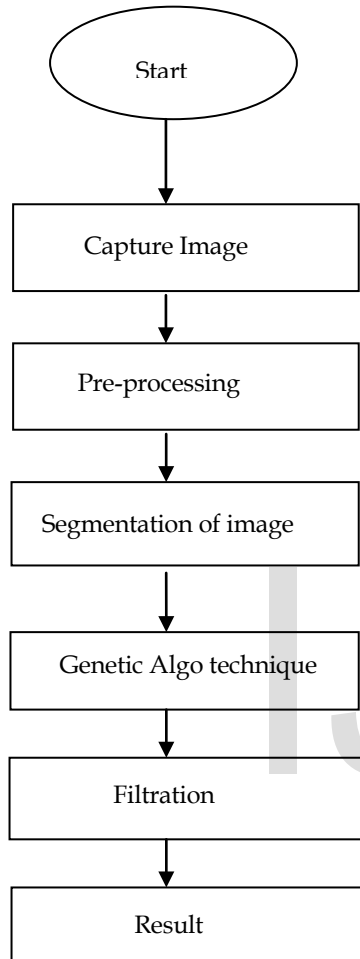 Start
Capture Image
Pre-processing
Segmentation of image
Genetic Algo technique
Filtration
Result